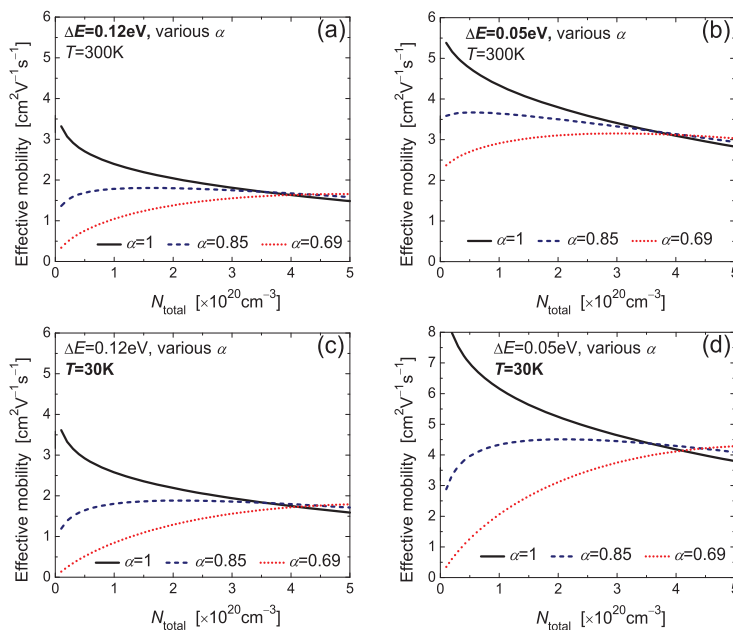 (a)
ΔE=0.12eV, various α
T=300K
Effective mobility [cm²V⁻¹s⁻¹]
6
5
4
3
2
1
0
α=1
α=0.85
α=0.69
0 1 2 3 4 5
N_total [×10²⁰cm⁻³]
(b)
ΔE=0.05eV, various α
T=300K
Effective mobility [cm²V⁻¹s⁻¹]
6
5
4
3
2
1
0
α=1
α=0.85
α=0.69
0 1 2 3 4 5
N_total [×10²⁰cm⁻³]
(c)
ΔE=0.12eV, various α
T=30K
Effective mobility [cm²V⁻¹s⁻¹]
6
5
4
3
2
1
0
α=1
α=0.85
α=0.69
0 1 2 3 4 5
N_total [×10²⁰cm⁻³]
(d)
ΔE=0.05eV, various α
T=30K
Effective mobility [cm²V⁻¹s⁻¹]
8
7
6
5
4
3
2
1
0
α=1
α=0.85
α=0.69
0 1 2 3 4 5
N_total [×10²⁰cm⁻³]